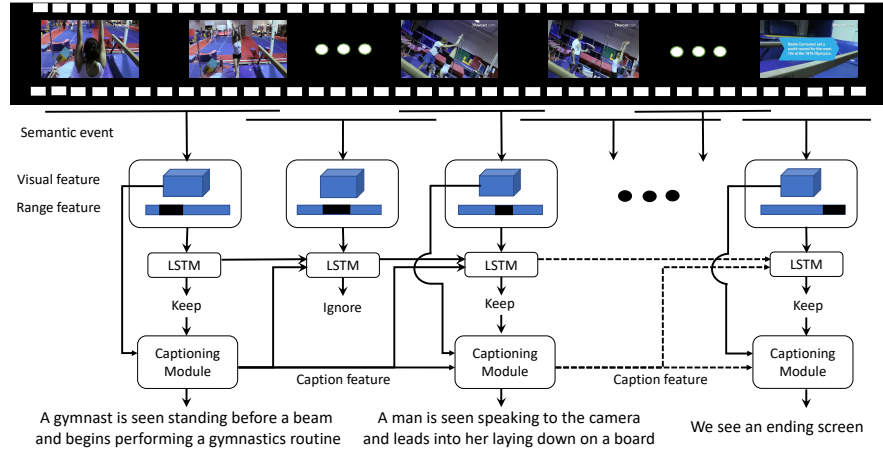 Howcast.com
Semantic event
Visual feature
Range feature
LSTM
LSTM
LSTM
LSTM
Keep
Ignore
Keep
Keep
Captioning
Module
Captioning
Module
Captioning
Module
Caption feature
Caption feature
A gymnast is seen standing before a beam
and begins performing a gymnastics routine
A man is seen speaking to the camera
and leads into her laying down on a board
We see an ending screen